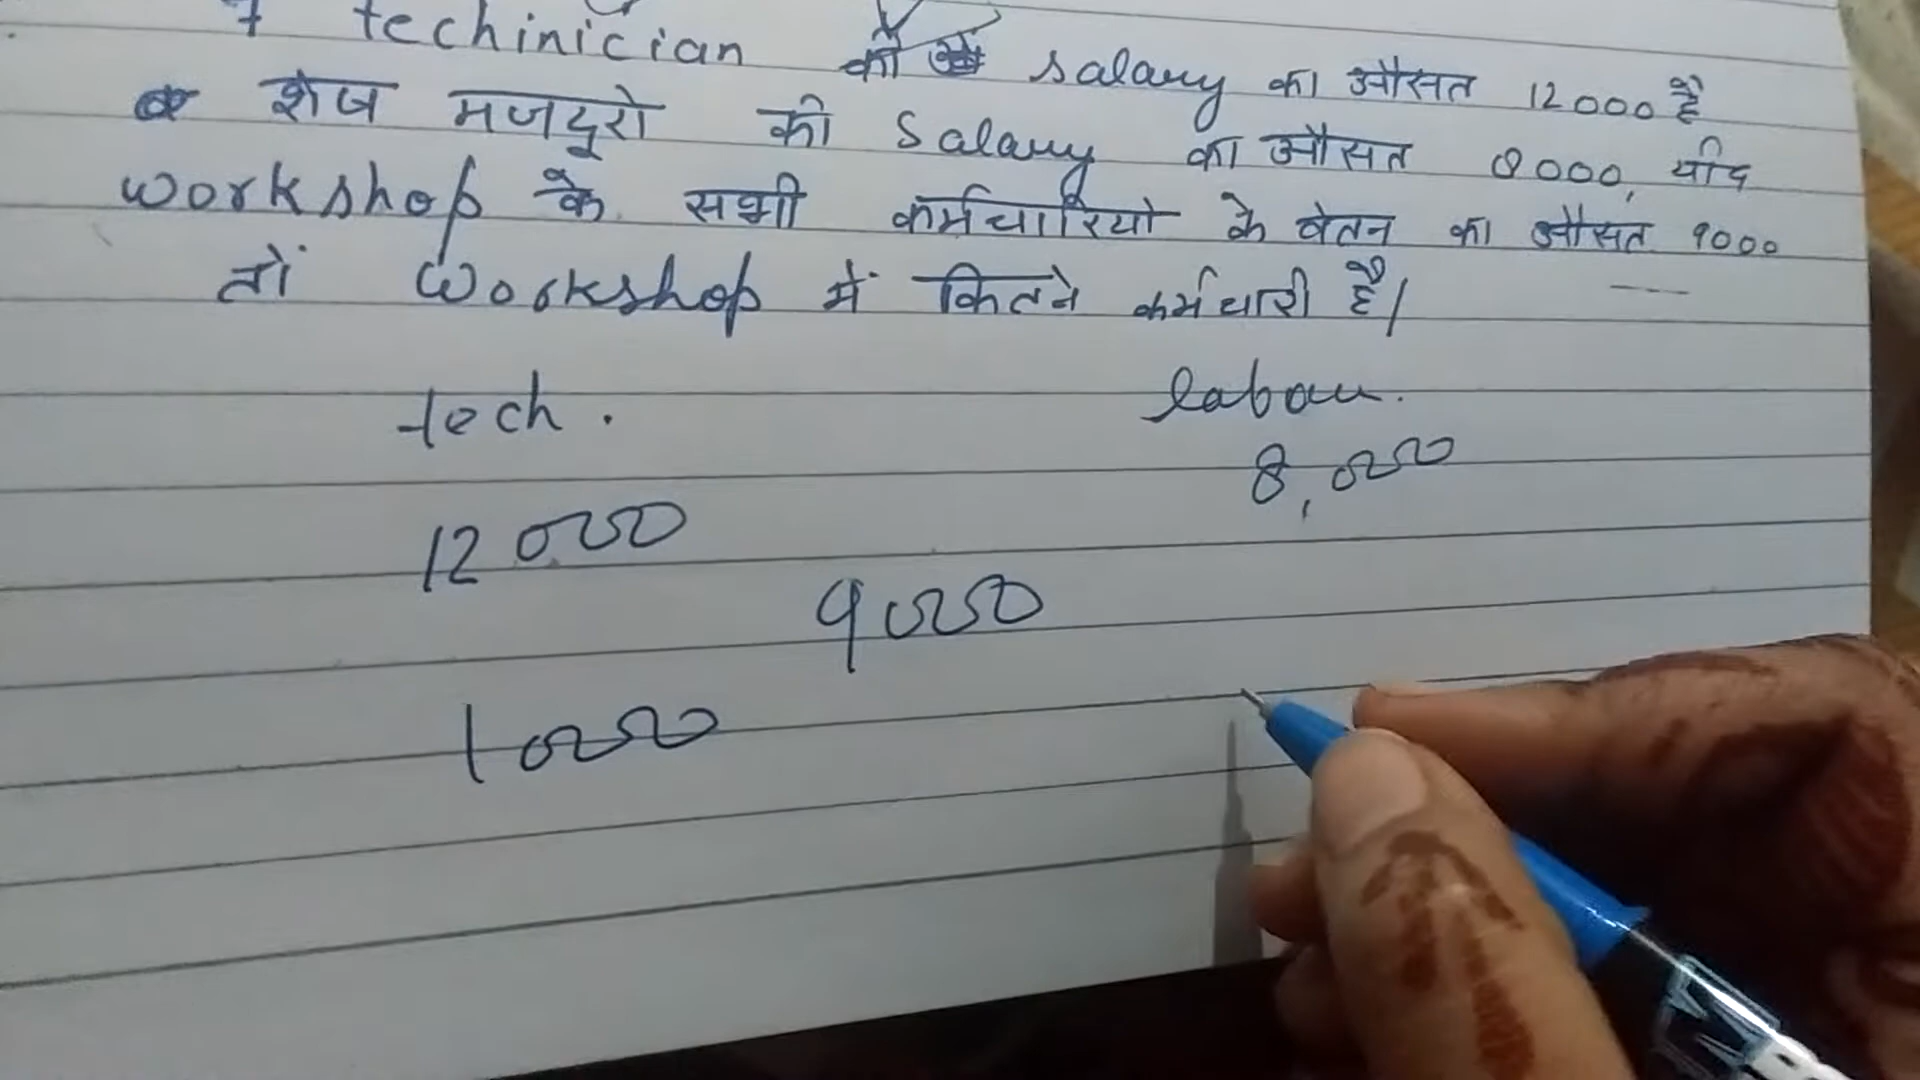 7 techinician की salary का औसत 12000 है
शेष मजदूरो की Salary का औसत 8000, यदि
workshop के सभी कर्मचारियो के वेतन का औसत 9000
तों Workshop में कितने कर्मचारी है।
tech. labour.
12000 8,000
9000
1000